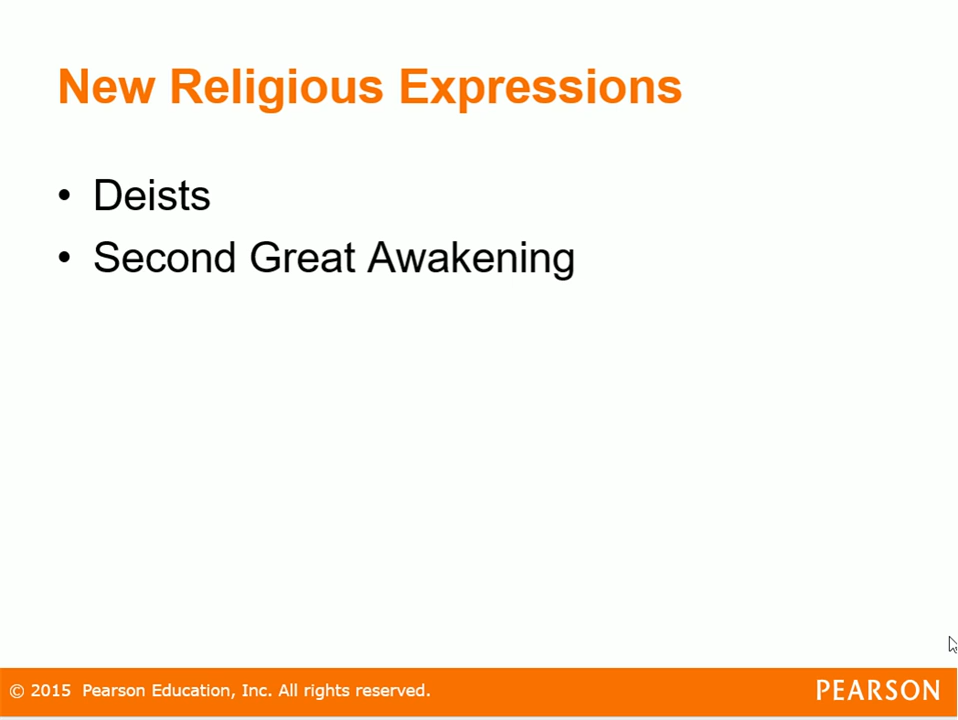 New Religious Expressions
• Deists
• Second Great Awakening
© 2015 Pearson Education, Inc. All rights reserved.
PEARSON